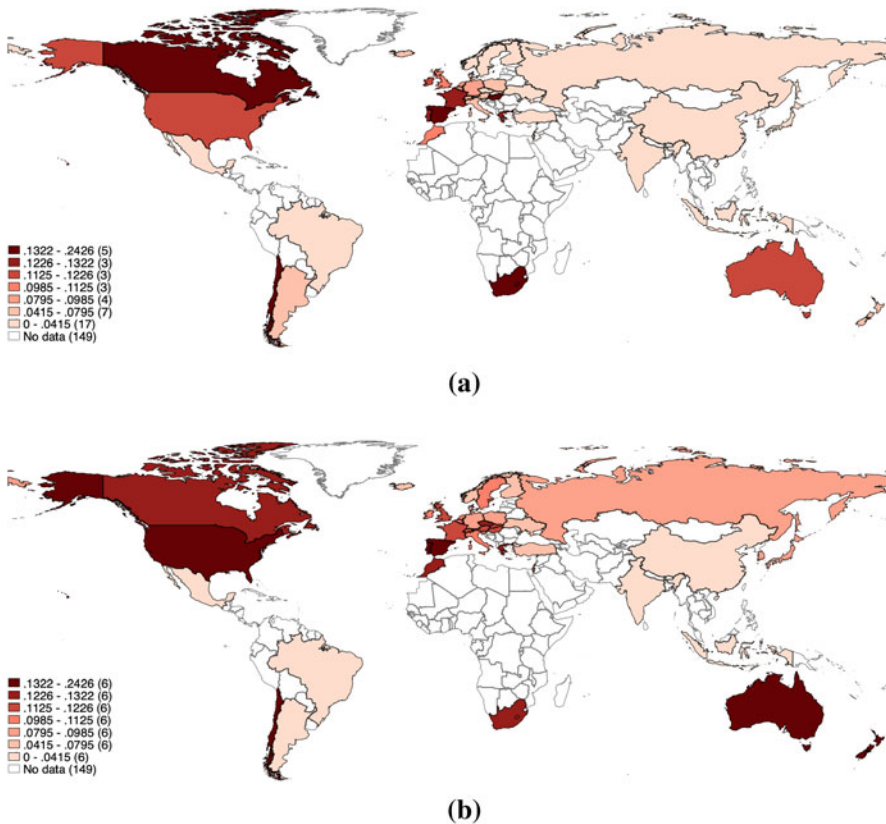 .1322 - .2426 (5)
.1226 - .1322 (3)
.1125 - .1226 (3)
.0985 - .1125 (3)
.0795 - .0985 (4)
.0415 - .0795 (7)
0 - .0415 (17)
No data (149)
(a)
.1322 - .2426 (6)
.1226 - .1322 (6)
.1125 - .1226 (6)
.0985 - .1125 (6)
.0795 - .0985 (6)
.0415 - .0795 (6)
0 - .0415 (6)
No data (149)
(b)